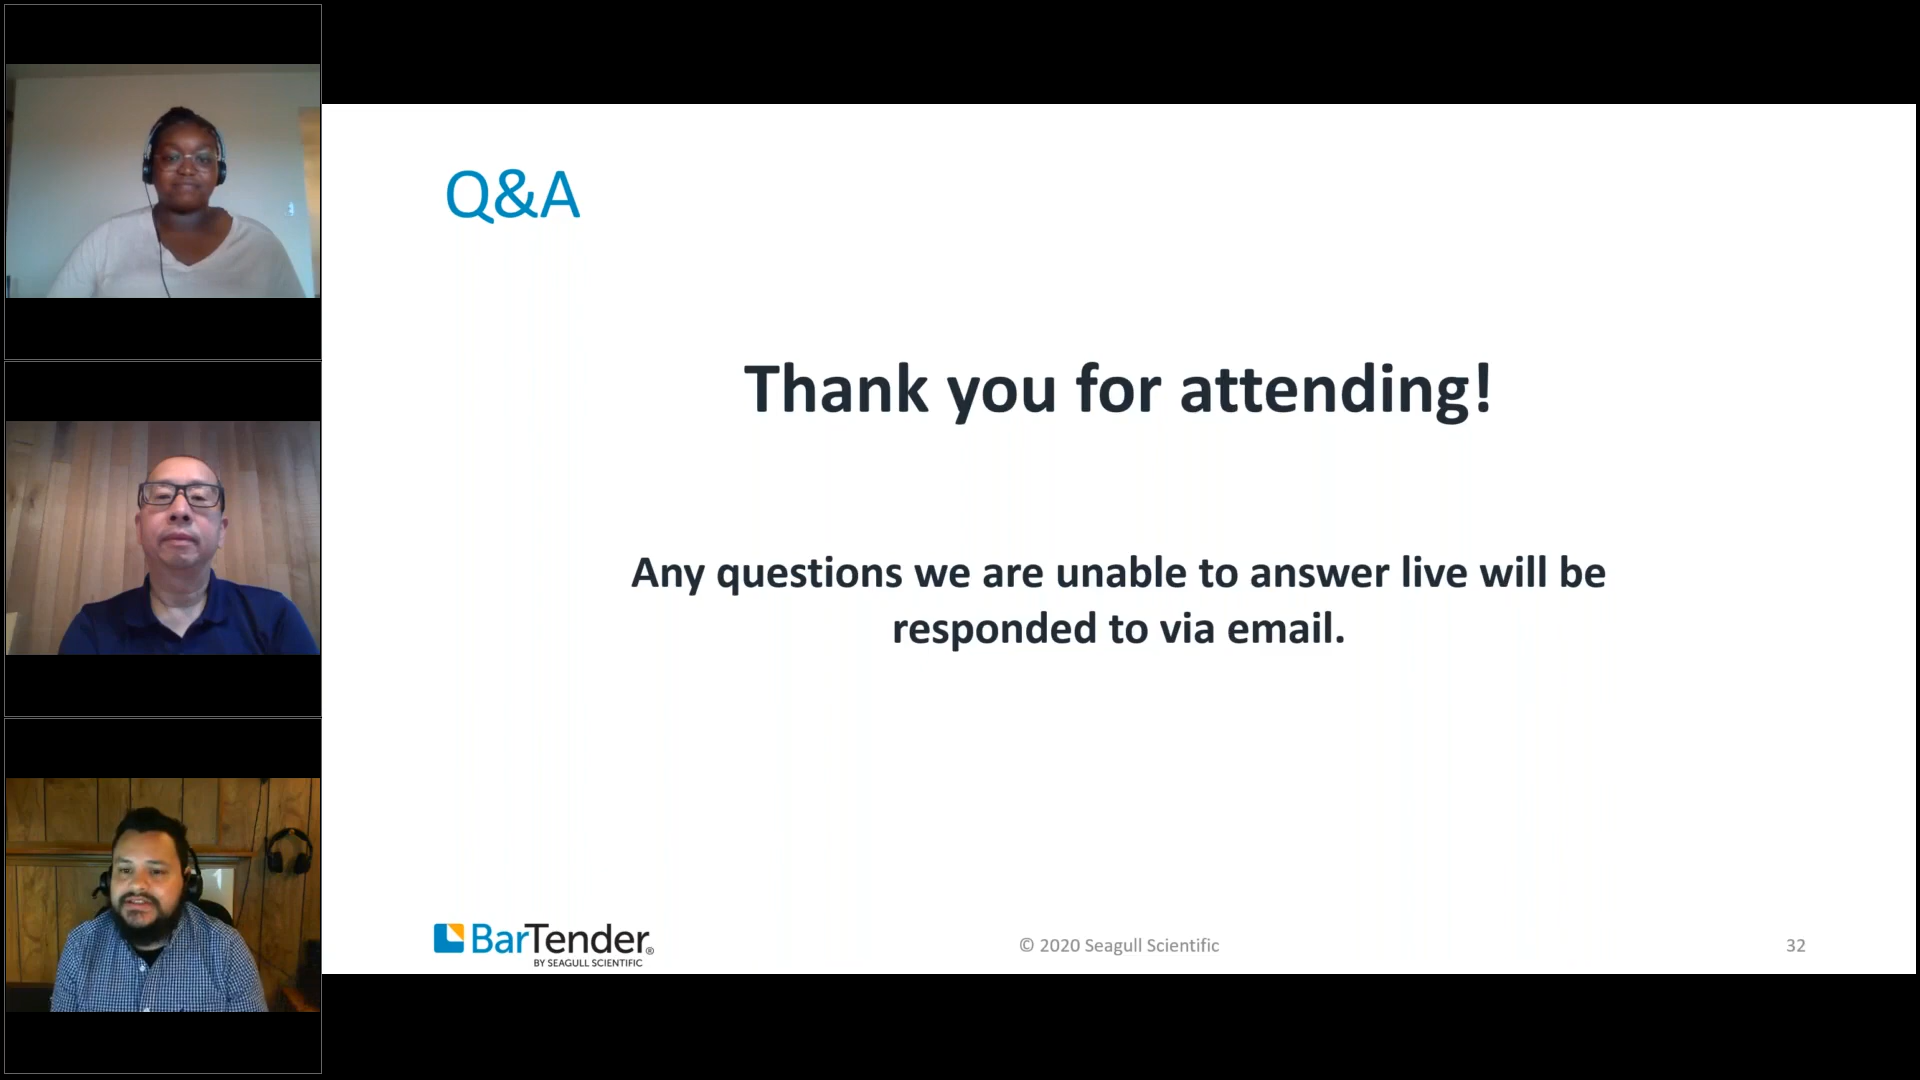 Q&A
Thank you for attending!
Any questions we are unable to answer live will be
responded to via email.
BarTender®
BY SEAGULL SCIENTIFIC
© 2020 Seagull Scientific
32